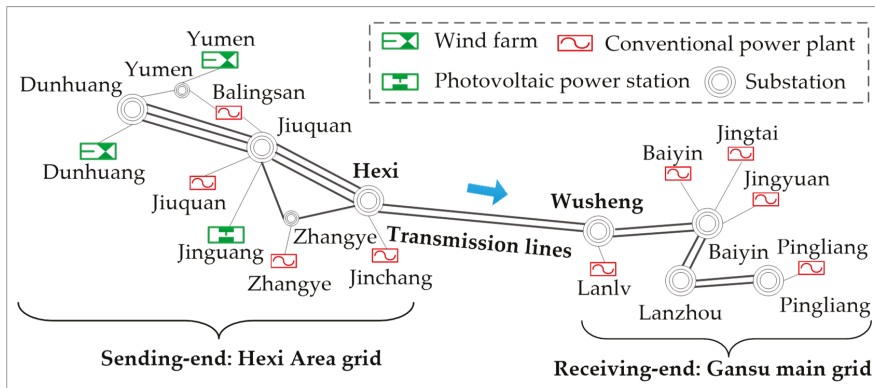 Yumen
Wind farm
Conventional power plant
Photovoltaic power station
Substation
Dunhuang
Yumen
Balingsan
Jiuquan
Dunhuang
Jiuquan
Hexi
Jinguang
Zhangye
Zhangye
Jinchang
Transmission lines
Wusheng
Baiyin
Jingtai
Jingyuan
Baiyin
Pingliang
Lanlv
Lanzhou
Pingliang
Sending-end: Hexi Area grid
Receiving-end: Gansu main grid